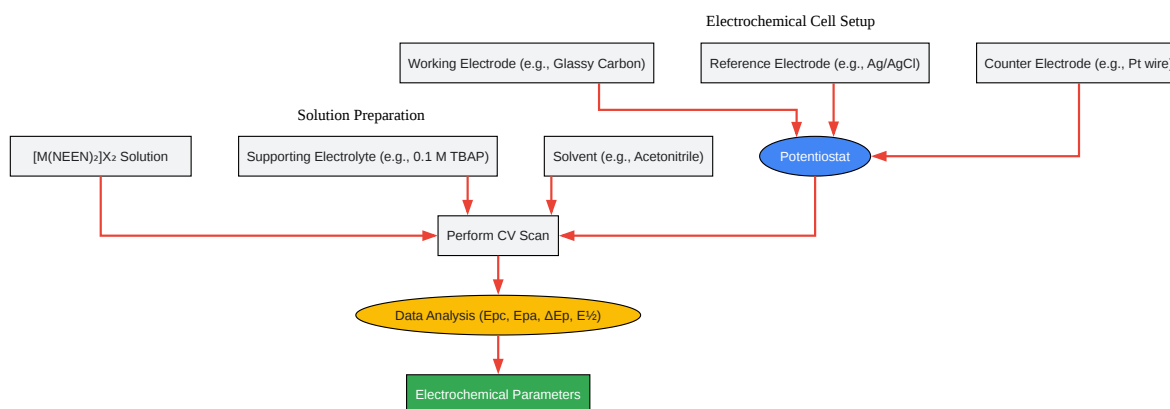 Electrochemical Cell Setup
Working Electrode (e.g., Glassy Carbon)
Reference Electrode (e.g., Ag/AgCl)
Counter Electrode (e.g., Pt wire)
Solution Preparation
[M(NEEN)₂]X₂ Solution
Supporting Electrolyte (e.g., 0.1 M TBAP)
Solvent (e.g., Acetonitrile)
Potentiostat
Perform CV Scan
Data Analysis (Epc, Epa, ΔEp, E½)
Electrochemical Parameters